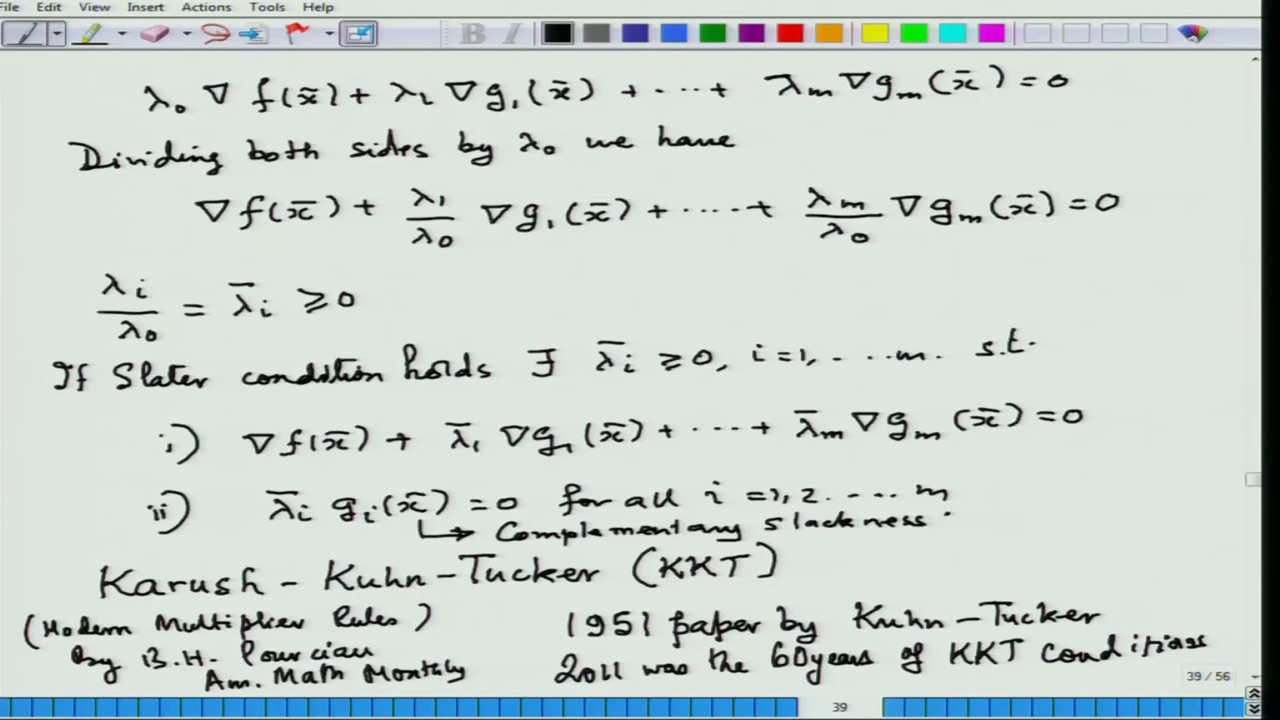 File Edit View Insert Actions Tools Help
λ₀ ∇ f(x̄) + λ₁ ∇g₁(x̄) + ... + λₘ ∇gₘ(x̄) = 0
Dividing both sides by λ₀ we have
∇f(x̄) + λ₁/λ₀ ∇g₁(x̄) + ..... + λₘ/λ₀ ∇gₘ(x̄) = 0
λᵢ/λ₀ = λ̄ᵢ ≥ 0
If Slater condition holds ∃ λ̄ᵢ ≥ 0, i=1, ... m. s.t.
i) ∇f(x̄) + λ̄₁ ∇g₁(x̄) + ... + λ̄ₘ ∇gₘ(x̄) = 0
ii) λ̄ᵢ gᵢ(x̄) = 0 for all i = 1, 2. .... m
↳ Complementary slackness.
Karush-Kuhn-Tucker (KKT)
(Modern Multiplier Rules)
By B.H. Pourciau
Am. Math Monthly
1951 paper by Kuhn-Tucker
2011 was the 60 years of KKT conditions
39 / 56
39